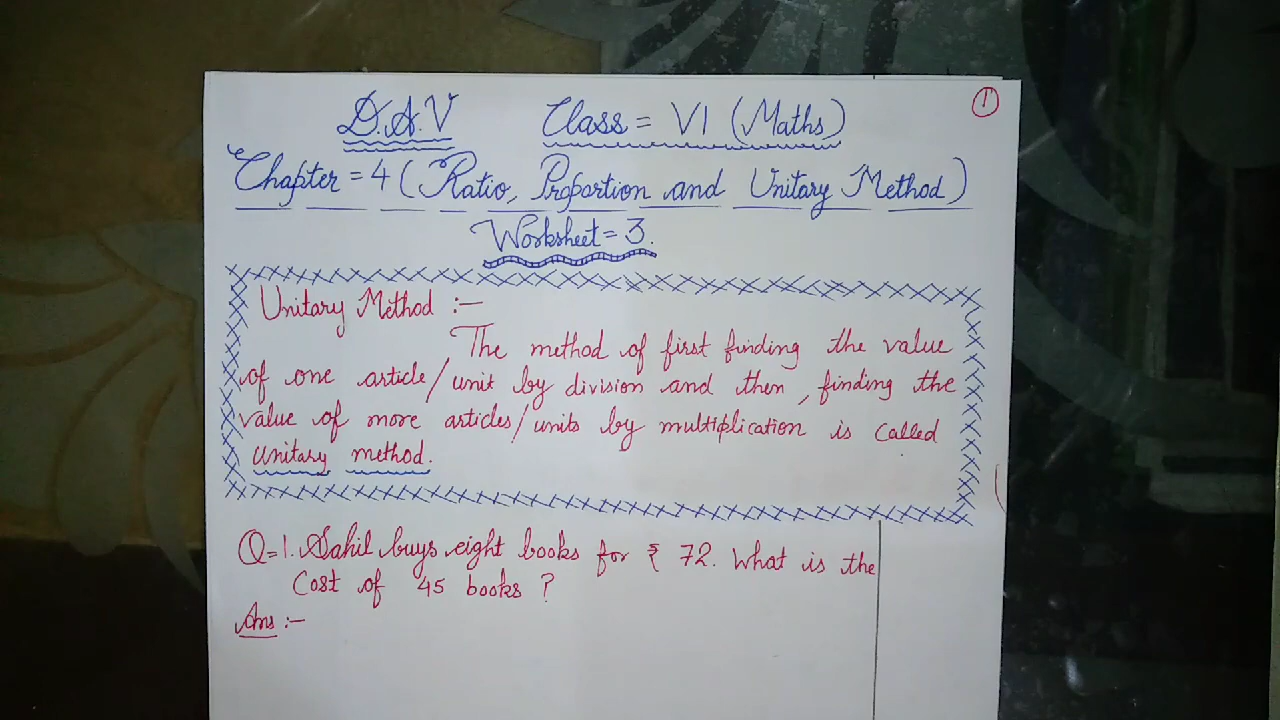 D.A.V Class = VI (Maths)
1
Chapter = 4 (Ratio, Proportion and Unitary Method)
Worksheet = 3.
Unitary Method :-
The method of first finding the value
of one article/unit by division and then, finding the
value of more articles/units by multiplication is called
unitary method.
Q=1. Sahil buys eight books for ₹ 72. What is the
Cost of 45 books ?
Ans :-